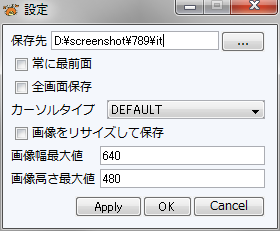 設定
保存先 D:¥screenshot¥789¥it ...
常に最前面
全画面保存
カーソルタイプ DEFAULT
画像をリサイズして保存
画像幅最大値 640
画像高さ最大値 480
Apply OK Cancel